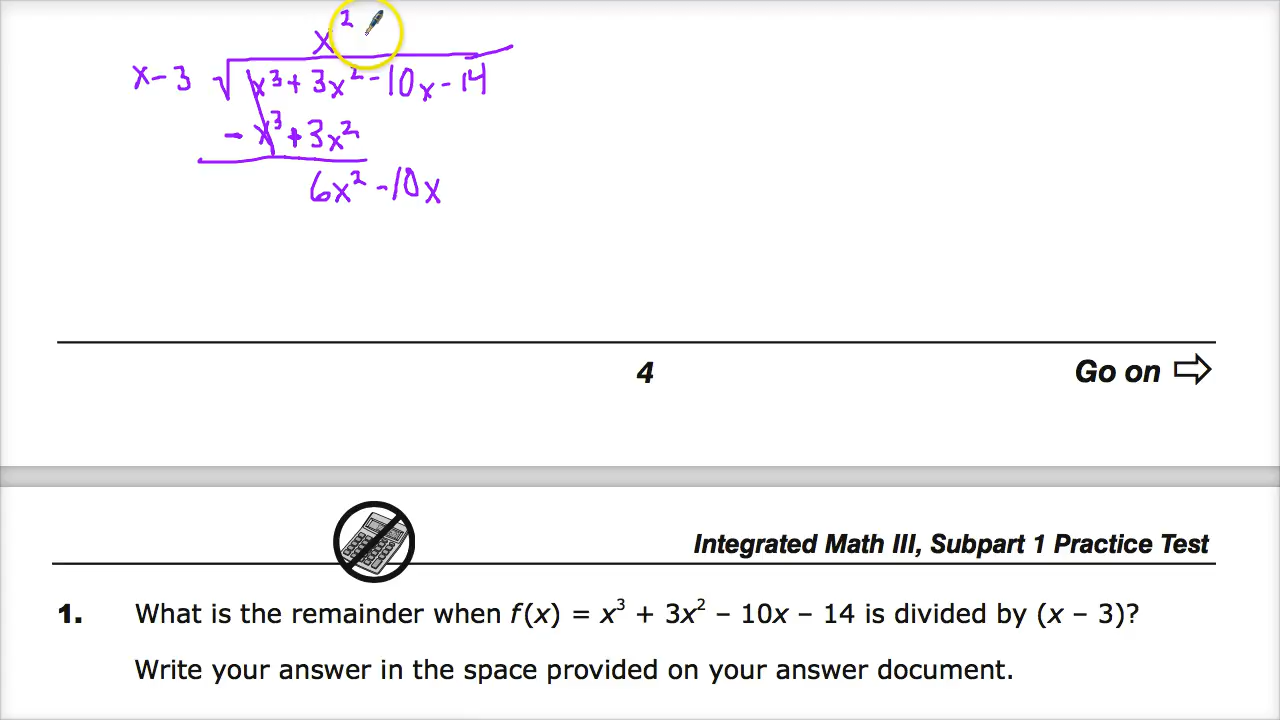 x²
x - 3 √ x³ + 3x² - 10x - 14
- x³ + 3x²
6x² - 10x
4
Go on
Integrated Math III, Subpart 1 Practice Test
1. What is the remainder when f(x) = x³ + 3x² – 10x – 14 is divided by (x – 3)?
Write your answer in the space provided on your answer document.